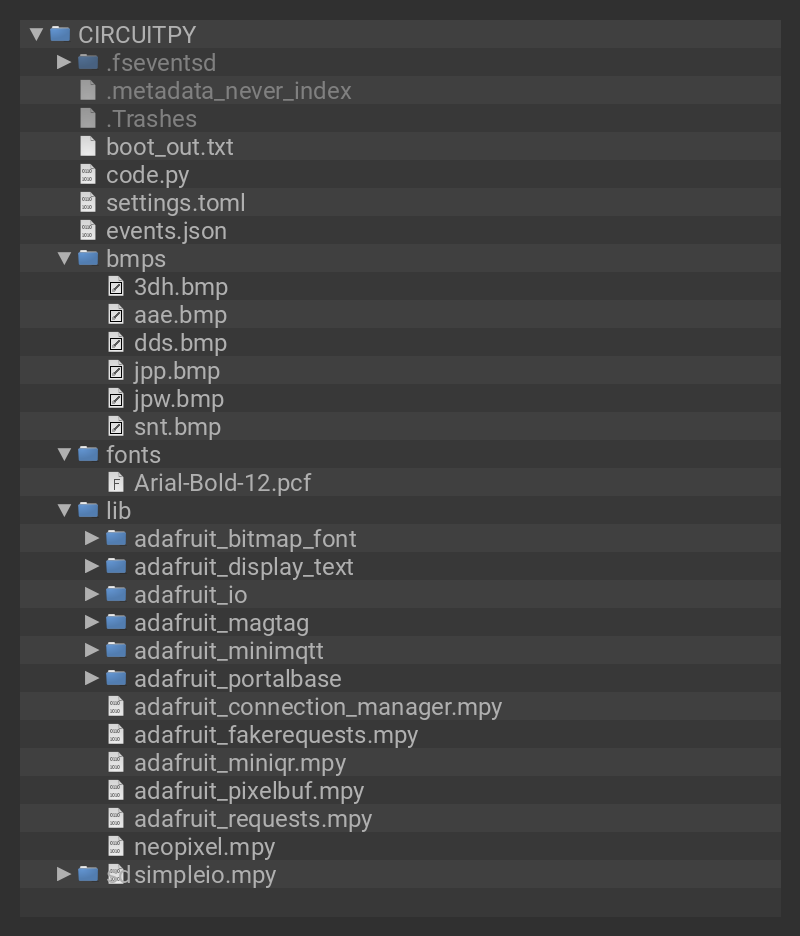 CIRCUITPY
.fseventsd
.metadata_never_index
.Trashes
boot_out.txt
code.py
settings.toml
events.json
bmps
3dh.bmp
aae.bmp
dds.bmp
jpp.bmp
jpw.bmp
snt.bmp
fonts
Arial-Bold-12.pcf
lib
adafruit_bitmap_font
adafruit_display_text
adafruit_io
adafruit_magtag
adafruit_minimqtt
adafruit_portalbase
adafruit_connection_manager.mpy
adafruit_fakerequests.mpy
adafruit_miniqr.mpy
adafruit_pixelbuf.mpy
adafruit_requests.mpy
neopixel.mpy
sd simpleio.mpy